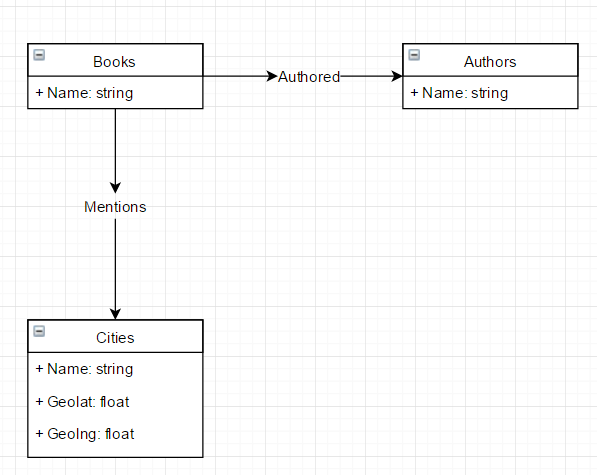 Books
+ Name: string
Authored
Authors
+ Name: string
Mentions
Cities
+ Name: string
+ Geolat: float
+ Geolng: float